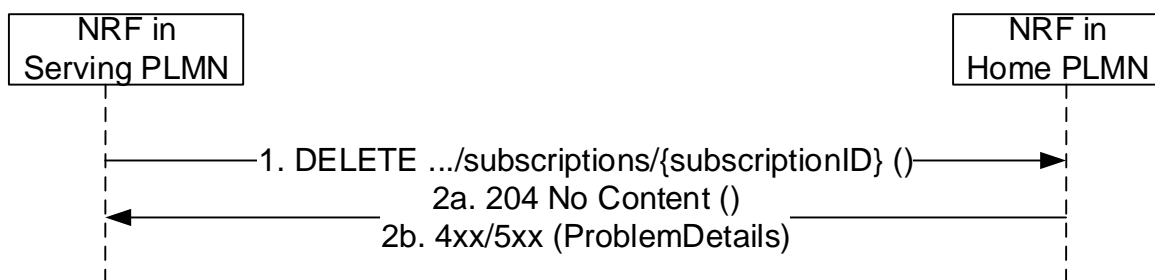 NRF in
Serving PLMN
NRF in
Home PLMN
1. DELETE .../subscriptions/{subscriptionID} ()
2a. 204 No Content ()
2b. 4xx/5xx (ProblemDetails)